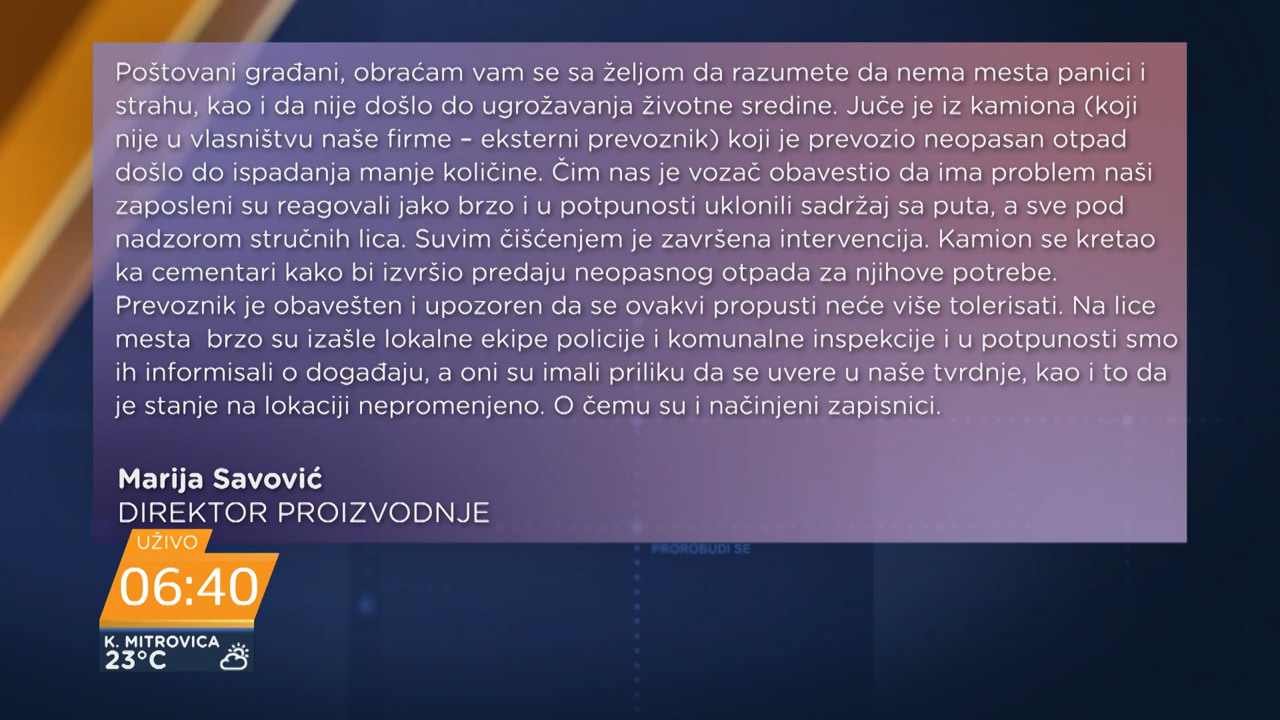 Poštovani građani, obraćam vam se sa željom da razumete da nema mesta panici i
strahu, kao i da nije došlo do ugrožavanja životne sredine. Juče je iz kamiona (koji
nije u vlasništvu naše firme – eksterni prevoznik) koji je prevozio neopasan otpad
došlo do ispadanja manje količine. Čim nas je vozač obavestio da ima problem naši
zaposleni su reagovali jako brzo i u potpunosti uklonili sadržaj sa puta, a sve pod
nadzorom stručnih lica. Suvim čišćenjem je završena intervencija. Kamion se kretao
ka cementari kako bi izvršio predaju neopasnog otpada za njihove potrebe.
Prevoznik je obavešten i upozoren da se ovakvi propusti neće više tolerisati. Na lice
mesta  brzo su izašle lokalne ekipe policije i komunalne inspekcije i u potpunosti smo
ih informisali o događaju, a oni su imali priliku da se uvere u naše tvrdnje, kao i to da
je stanje na lokaciji nepromenjeno. O čemu su i načinjeni zapisnici.
Marija Savović
DIREKTOR PROIZVODNJE
UŽIVO
06:40
K. MITROVICA
23°C
PROROBUDI SE